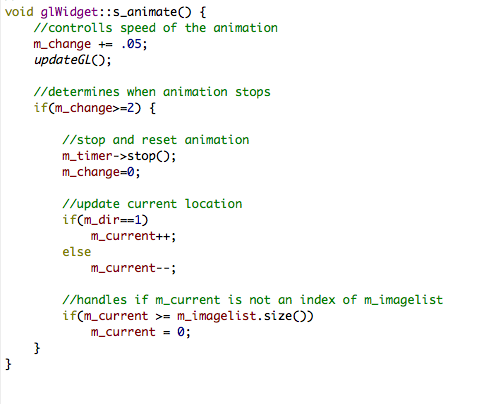 void glWidget::s_animate() {
    //controlls speed of the animation
    m_change += .05;
    updateGL();

    //determines when animation stops
    if(m_change>=2) {

        //stop and reset animation
        m_timer->stop();
        m_change=0;

        //update current location
        if(m_dir==1)
            m_current++;
        else
            m_current--;

        //handles if m_current is not an index of m_imagelist
        if(m_current >= m_imagelist.size())
            m_current = 0;
    }
}